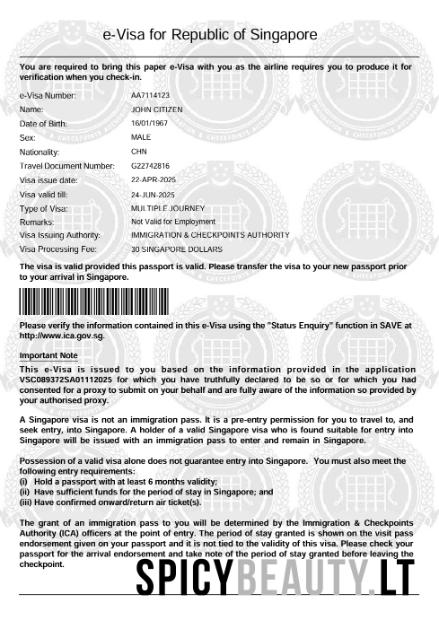 e-Visa for Republic of Singapore
You are required to bring this paper e-Visa with you as the airline requires you to produce it for
verification when you check-in.
e-Visa Number: AA7114123
Name: JOHN CITIZEN
Date of Birth: 16/01/1967
Sex: MALE
Nationality: CHN
Travel Document Number: G22742816
Visa issue date: 22-APR-2025
Visa valid till: 24-JUN-2025
Type of Visa: MULTIPLE JOURNEY
Remarks: Not Valid for Employment
Visa Issuing Authority: IMMIGRATION & CHECKPOINTS AUTHORITY
Visa Processing Fee: 30 SINGAPORE DOLLARS
The visa is valid provided this passport is valid. Please transfer the visa to your new passport prior
to your arrival in Singapore.
Please verify the information contained in this e-Visa using the "Status Enquiry" function in SAVE at
http://www.ica.gov.sg.
Important Note
This e-Visa is issued to you based on the information provided in the application
VSC089372SA01112025 for which you have truthfully declared to be so or for which you had
consented for a proxy to submit on your behalf and are fully aware of the information so provided by
your authorised proxy.
A Singapore visa is not an immigration pass. It is a pre-entry permission for you to travel to, and
seek entry, into Singapore. A holder of a valid Singapore visa who is found suitable for entry into
Singapore will be issued with an immigration pass to enter and remain in Singapore.
Possession of a valid visa alone does not guarantee entry into Singapore. You must also meet the
following entry requirements:
(i) Hold a passport with at least 6 months validity;
(ii) Have sufficient funds for the period of stay in Singapore; and
(iii) Have confirmed onward/return air ticket(s).
The grant of an immigration pass to you will be determined by the Immigration & Checkpoints
Authority (ICA) officers at the point of entry. The period of stay granted is shown on the visit pass
endorsement given on your passport and it is not tied to the validity of this visa. Please check your
passport for the arrival endorsement and take note of the period of stay granted before leaving the
checkpoint.
SPICYBEAUTY.LT